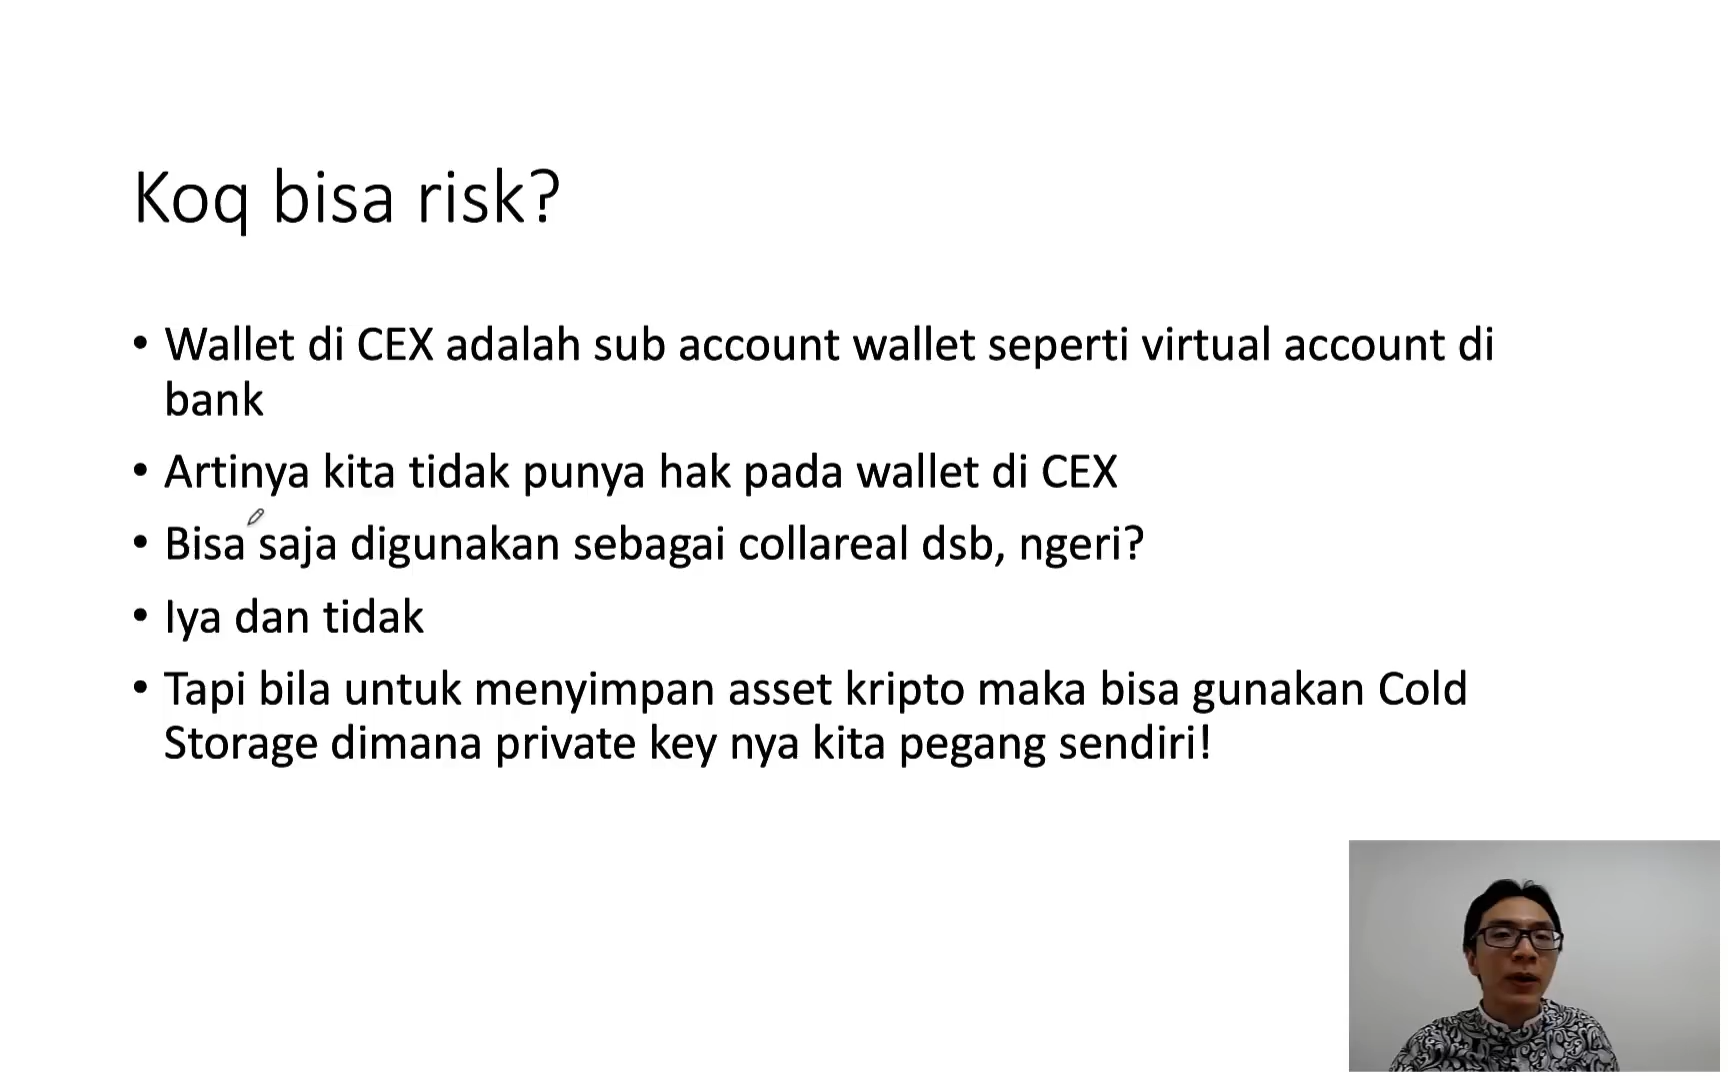 Koq bisa risk?
• Wallet di CEX adalah sub account wallet seperti virtual account di
bank
• Artinya kita tidak punya hak pada wallet di CEX
• Bisa saja digunakan sebagai collareal dsb, ngeri?
• Iya dan tidak
• Tapi bila untuk menyimpan asset kripto maka bisa gunakan Cold
Storage dimana private key nya kita pegang sendiri!